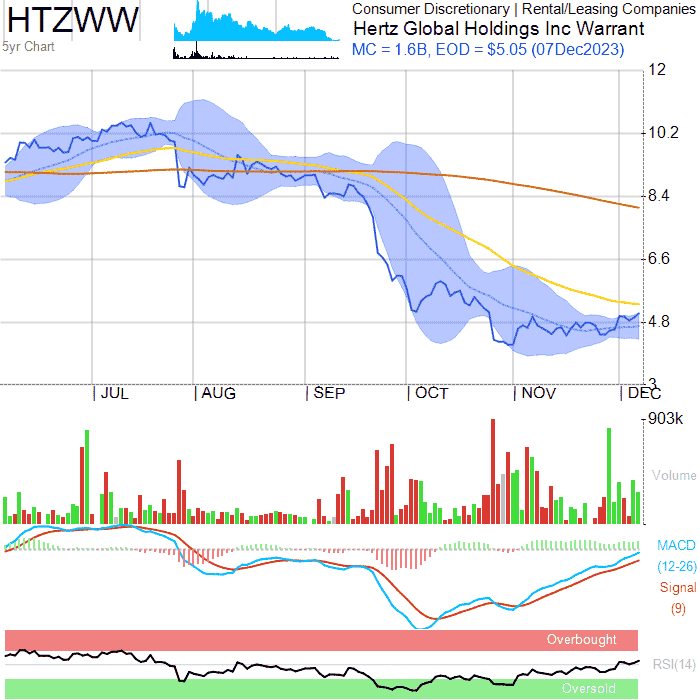 HTZWW
5yr Chart
Consumer Discretionary | Rental/Leasing Companies
Hertz Global Holdings Inc Warrant
MC = 1.6B, EOD = $5.05 (07Dec2023)
12
10.2
8.4
6.6
4.8
3
JUL AUG SEP OCT NOV DEC
903k
Volume
MACD
(12-26)
Signal
(9)
Overbought
RSI(14)
Oversold